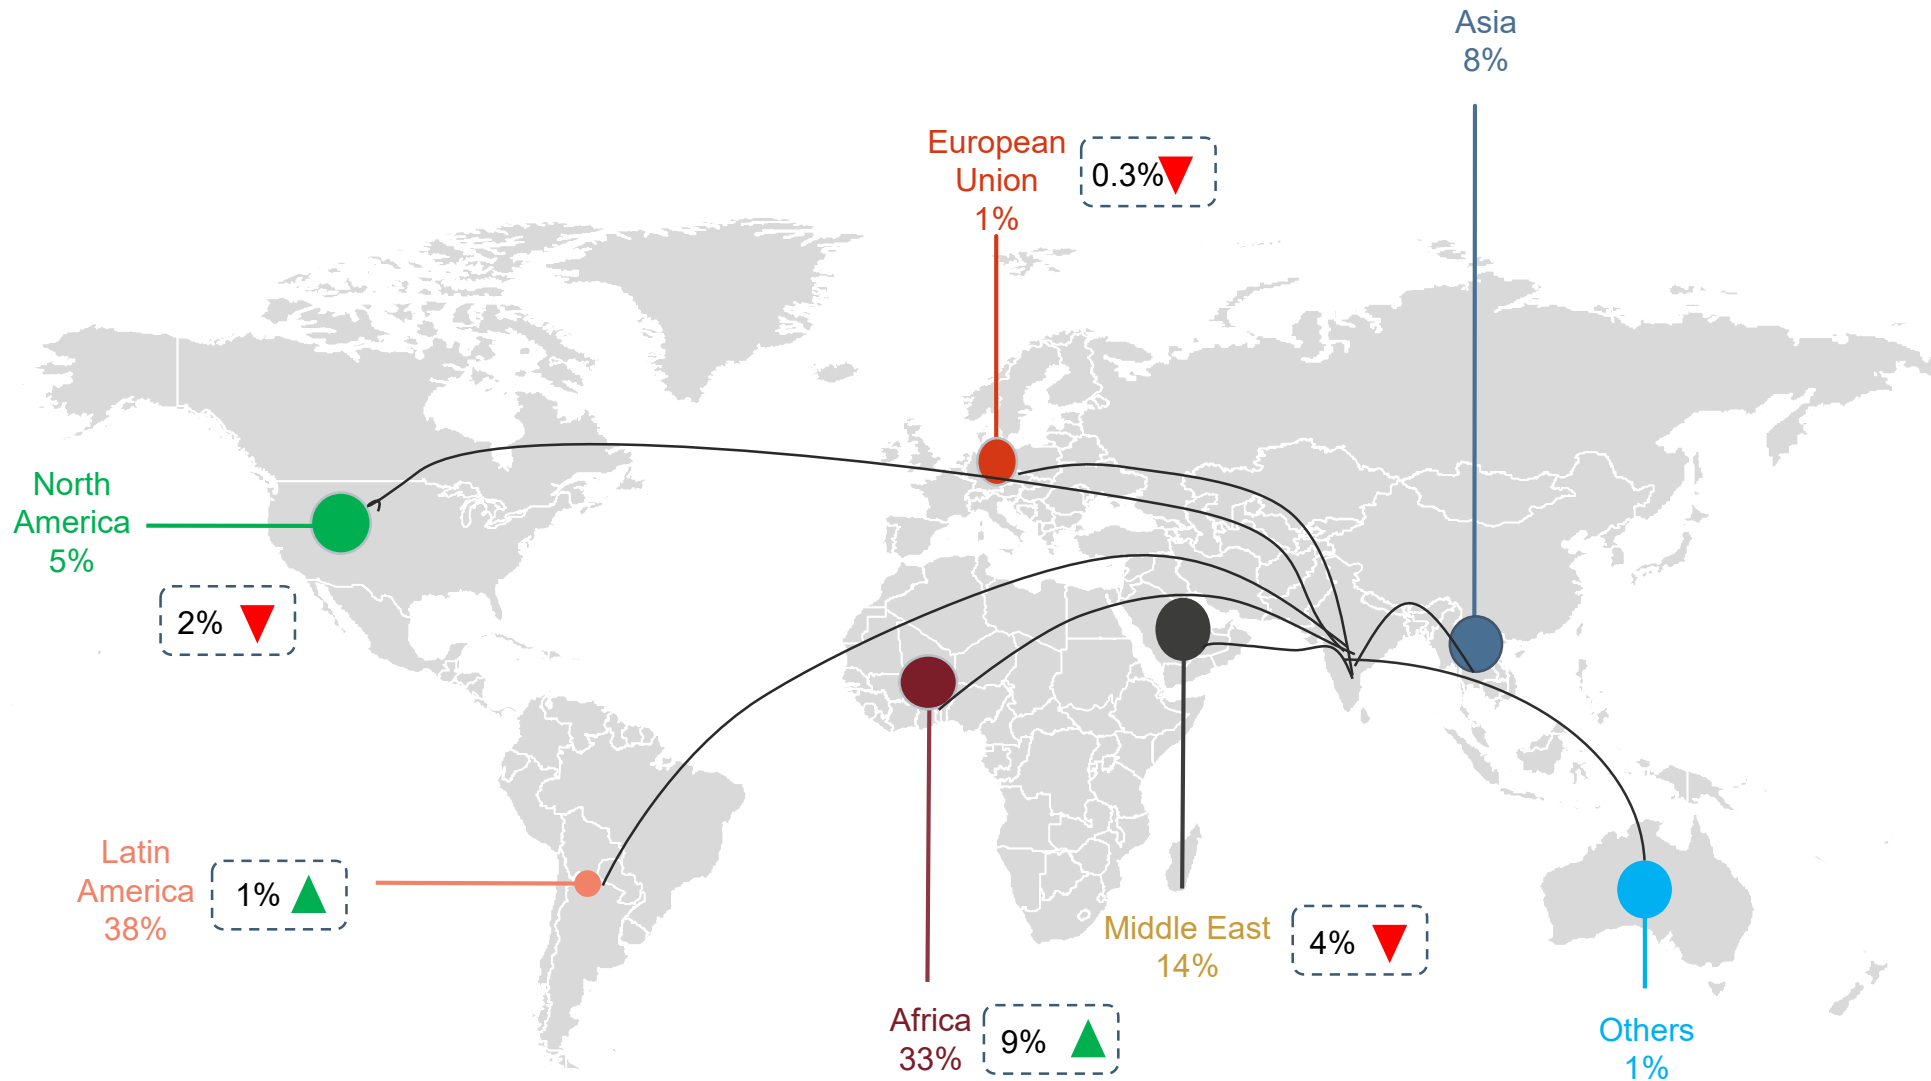 Asia
8%
European
Union
1%
0.3%
North
America
5%
2%
Latin
America
38%
1%
Middle East
14%
4%
Africa
33%
9%
Others
1%